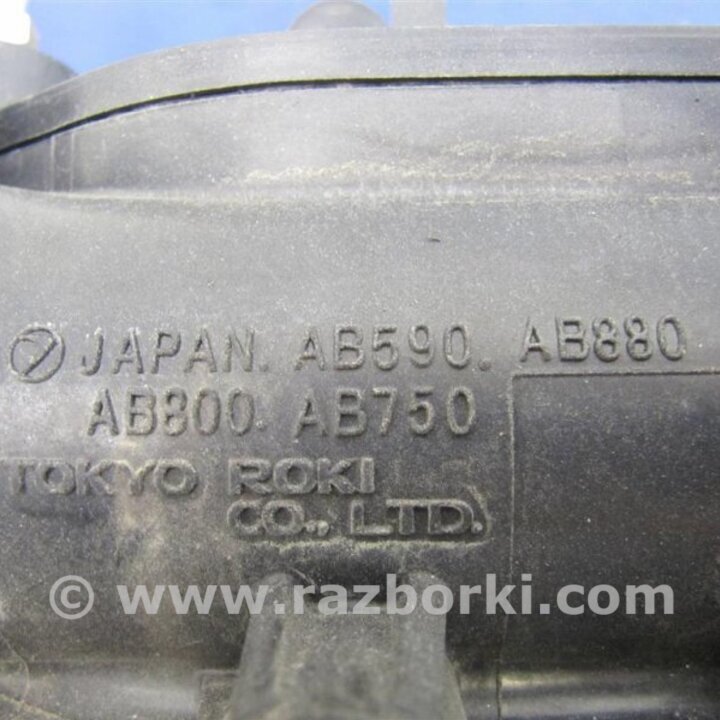 JAPAN. AB590. AB880
AB800. AB750
TOKYO ROKI
CO., LTD.
© www.razborki.com